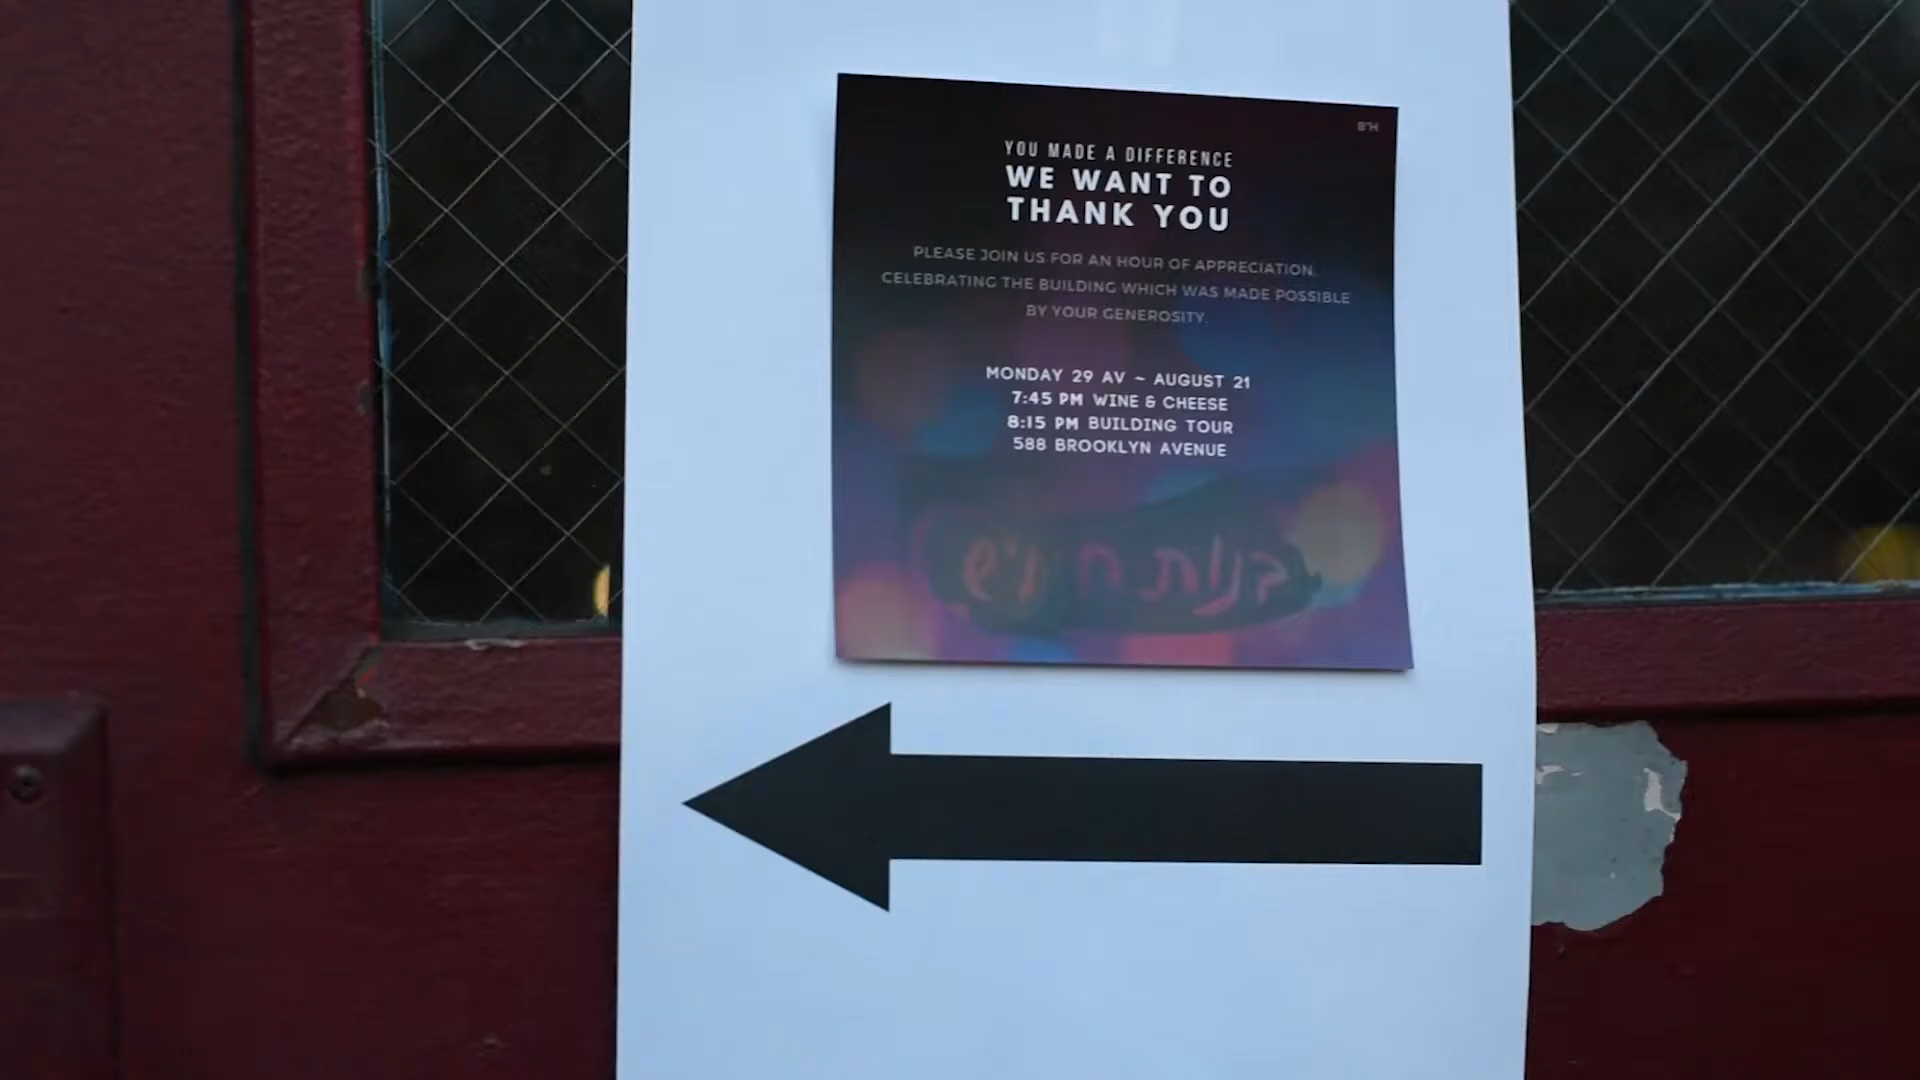 B"H
YOU MADE A DIFFERENCE
WE WANT TO
THANK YOU
PLEASE JOIN US FOR AN HOUR OF APPRECIATION.
CELEBRATING THE BUILDING WHICH WAS MADE POSSIBLE
BY YOUR GENEROSITY.
MONDAY 29 AV ~ AUGUST 21
7:45 PM WINE & CHEESE
8:15 PM BUILDING TOUR
588 BROOKLYN AVENUE
בנות